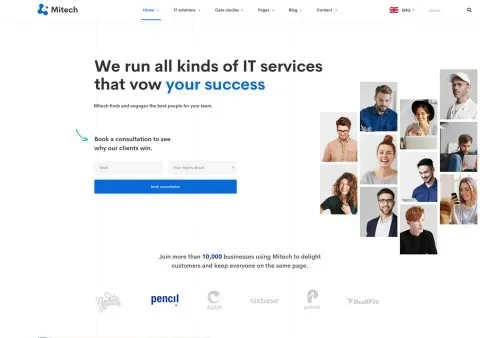 Mitech
Home IT solutions Case studies Pages Blog Contact ENG Search...
We run all kinds of IT services
that vow your success
Mitech finds and engages the best people for your team.
Book a consultation to see
why our clients win.
Email
Your inquiry about
Book consultation
Join more than 10,000 businesses using Mitech to delight
customers and keep everyone on the same page.
pencil AQUA sixbase petcoin BullFit